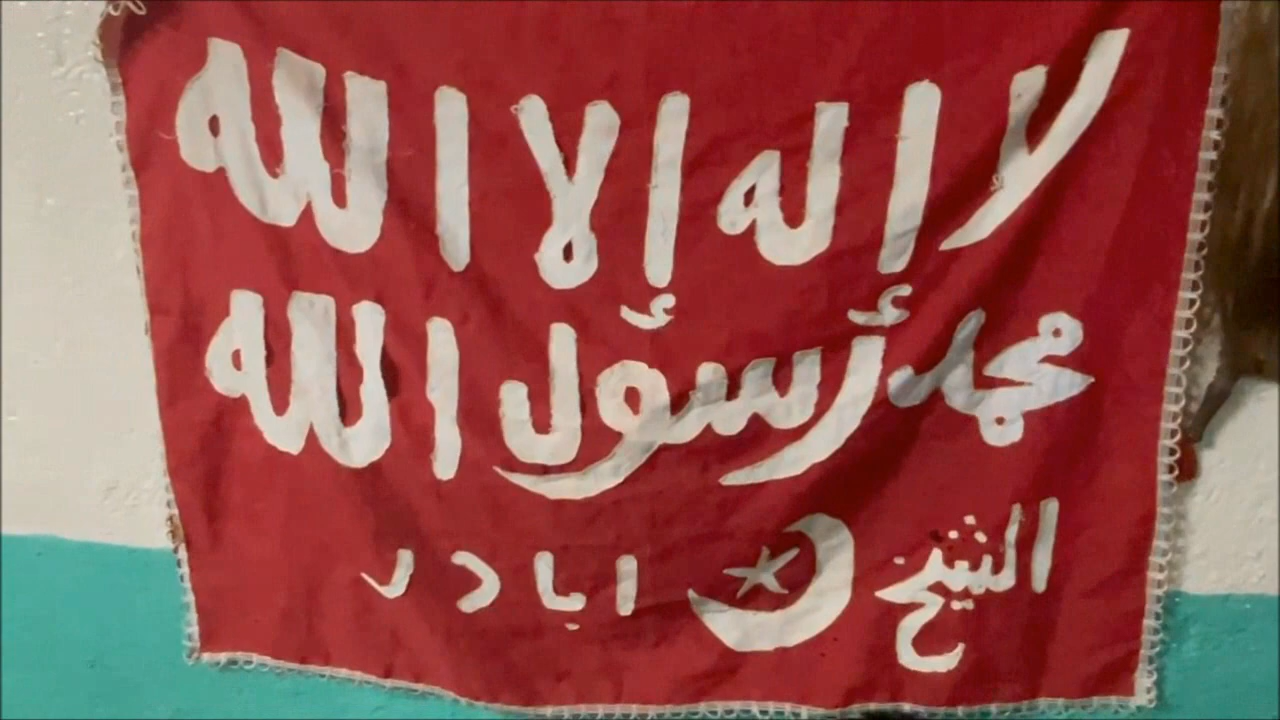 لا اله الا الله
محمد رسول الله
الشيخ ابادر